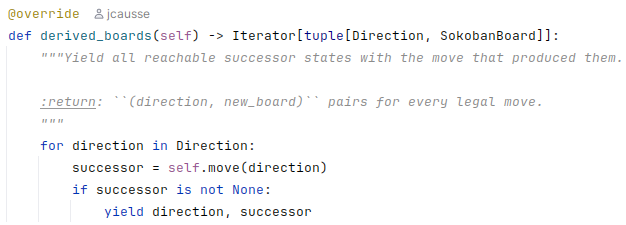 @override jcausse
def derived_boards(self) -> Iterator[tuple[Direction, SokobanBoard]]:
    """Yield all reachable successor states with the move that produced them.

    :return: ``(direction, new_board)`` pairs for every legal move.
    """
    for direction in Direction:
        successor = self.move(direction)
        if successor is not None:
            yield direction, successor